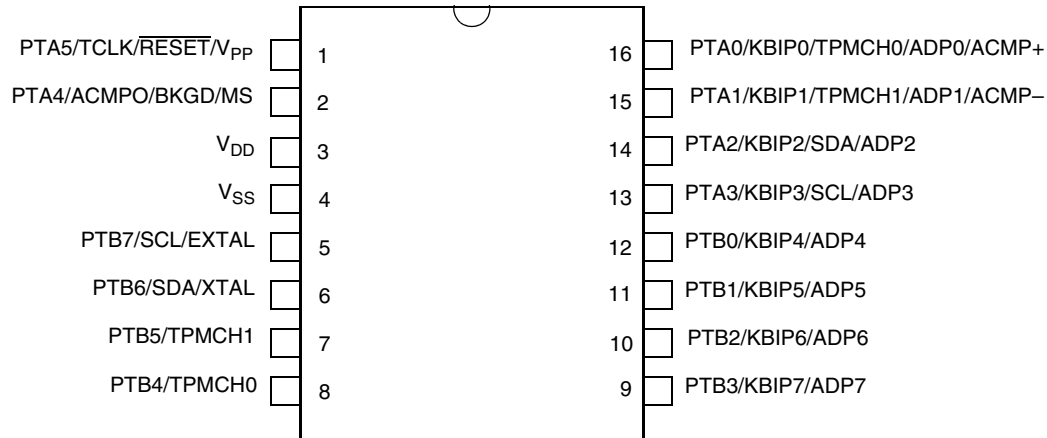 PTA5/TCLK/RESET/VPP 1 16 PTA0/KBIP0/TPMCH0/ADP0/ACMP+
PTA4/ACMPO/BKGD/MS 2 15 PTA1/KBIP1/TPMCH1/ADP1/ACMP–
VDD 3 14 PTA2/KBIP2/SDA/ADP2
VSS 4 13 PTA3/KBIP3/SCL/ADP3
PTB7/SCL/EXTAL 5 12 PTB0/KBIP4/ADP4
PTB6/SDA/XTAL 6 11 PTB1/KBIP5/ADP5
PTB5/TPMCH1 7 10 PTB2/KBIP6/ADP6
PTB4/TPMCH0 8 9 PTB3/KBIP7/ADP7